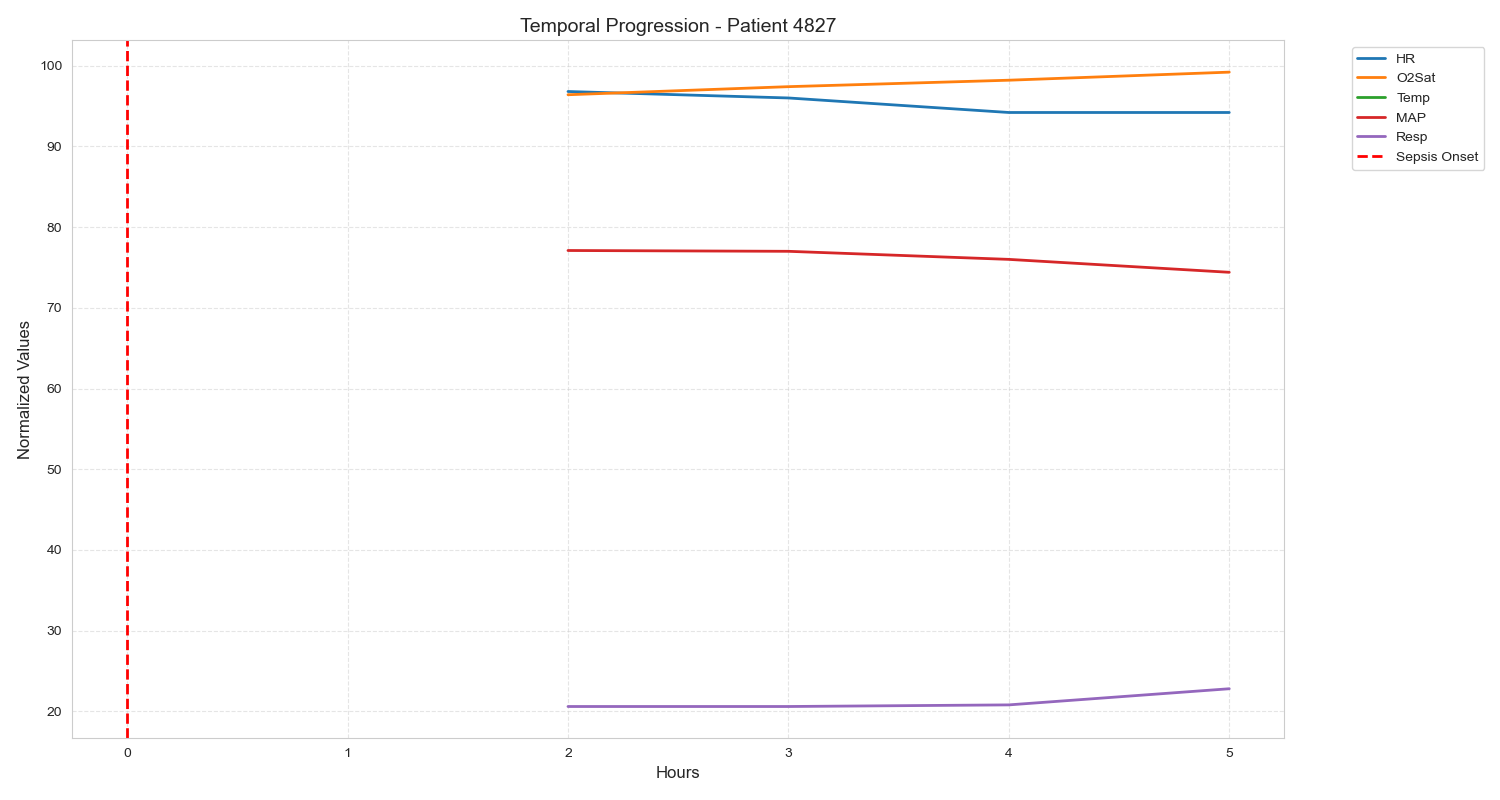 Temporal Progression - Patient 4827
HR
O2Sat
Temp
MAP
Resp
Sepsis Onset
Normalized Values
100
90
80
70
60
50
40
30
20
0 1 2 3 4 5
Hours